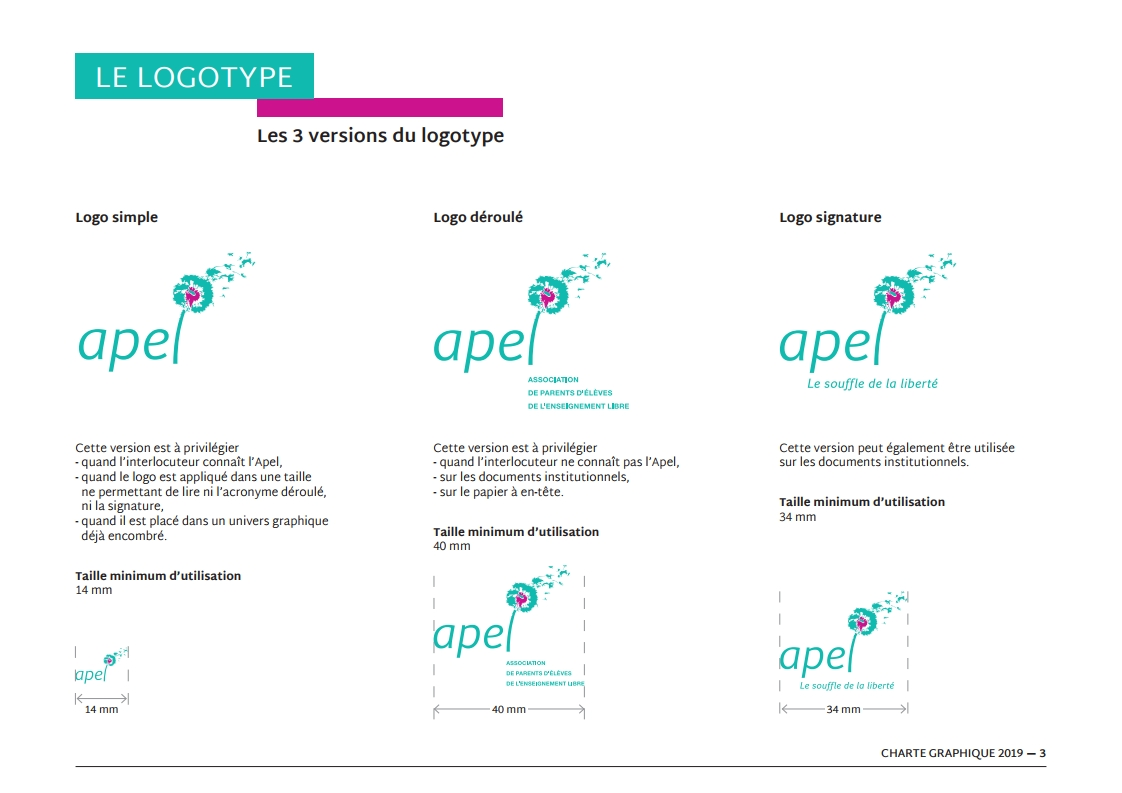 LE LOGOTYPE
Les 3 versions du logotype
Logo simple
apel
Cette version est à privilégier
- quand l'interlocuteur connaît l'Apel,
- quand le logo est appliqué dans une taille
ne permettant de lire ni l'acronyme déroulé,
ni la signature,
- quand il est placé dans un univers graphique
déjà encombré.
Taille minimum d'utilisation
14 mm
apel
14 mm
Logo déroulé
apel
ASSOCIATION
DE PARENTS D'ÉLÈVES
DE L'ENSEIGNEMENT LIBRE
Cette version est à privilégier
- quand l'interlocuteur ne connaît pas l'Apel,
- sur les documents institutionnels,
- sur le papier à en-tête.
Taille minimum d'utilisation
40 mm
apel
ASSOCIATION
DE PARENTS D'ÉLÈVES
DE L'ENSEIGNEMENT LIBRE
40 mm
Logo signature
apel
Le souffle de la liberté
Cette version peut également être utilisée
sur les documents institutionnels.
Taille minimum d'utilisation
34 mm
apel
Le souffle de la liberté
34 mm
CHARTE GRAPHIQUE 2019 — 3